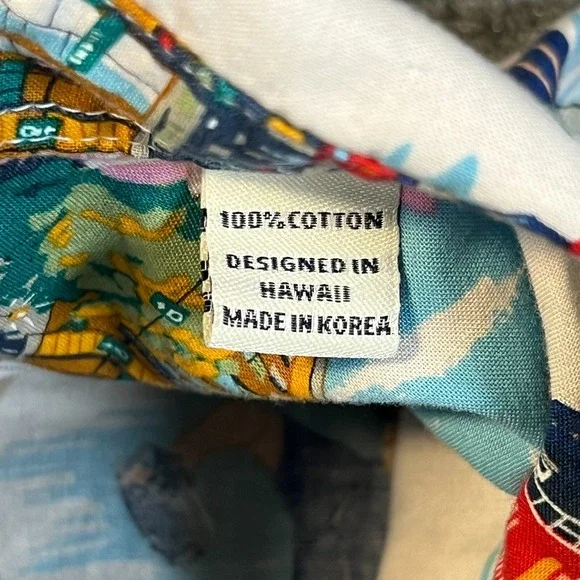 100% COTTON
DESIGNED IN
HAWAII
MADE IN KOREA